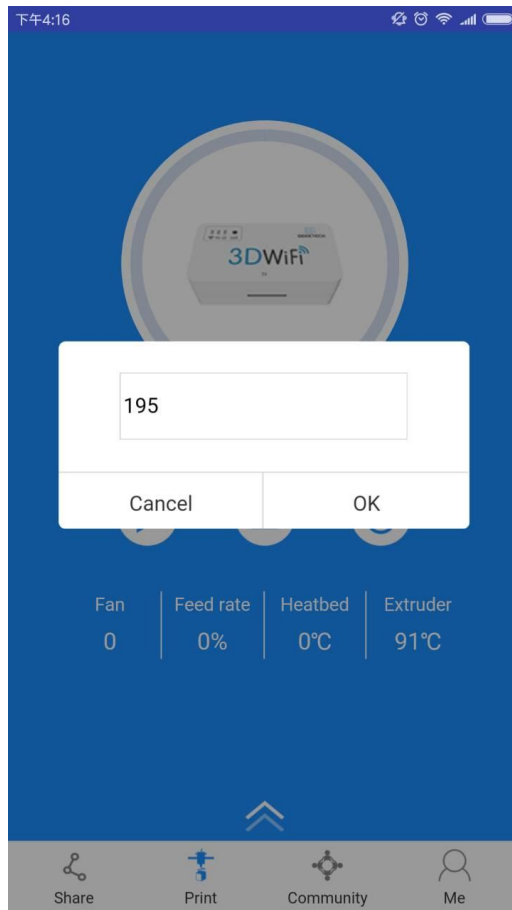 下午4:16
3DWiFi
195
Cancel OK
Fan Feed rate Heatbed Extruder
0 0% 0℃ 91℃
Share Print Community Me